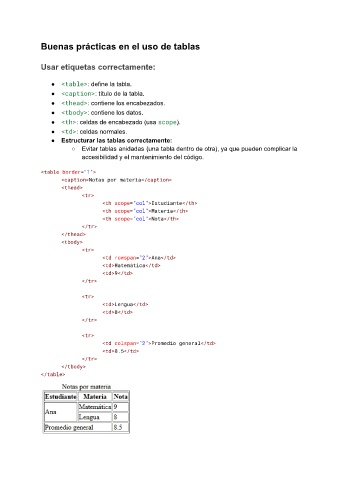 Buenas prácticas en el uso de tablas
Usar etiquetas correctamente:
● <table>: define la tabla.
● <caption>: título de la tabla.
● <thead>: contiene los encabezados.
● <tbody>: contiene los datos.
● <th>: celdas de encabezado (usa scope).
● <td>: celdas normales.
● Estructurar las tablas correctamente:
○ Evitar tablas anidadas (una tabla dentro de otra), ya que pueden complicar la
accesibilidad y el mantenimiento del código.
<table border="1">
<caption>Notas por materia</caption>
<thead>
<tr>
<th scope="col">Estudiante</th>
<th scope="col">Materia</th>
<th scope="col">Nota</th>
</tr>
</thead>
<tbody>
<tr>
<td rowspan="2">Ana</td>
<td>Matemática</td>
<td>9</td>
</tr>
<tr>
<td>Lengua</td>
<td>8</td>
</tr>
<tr>
<td colspan="2">Promedio general</td>
<td>8.5</td>
</tr>
</tbody>
</table>
Notas por materia
Estudiante Materia Nota
Ana Matemática 9
Lengua 8
Promedio general 8.5